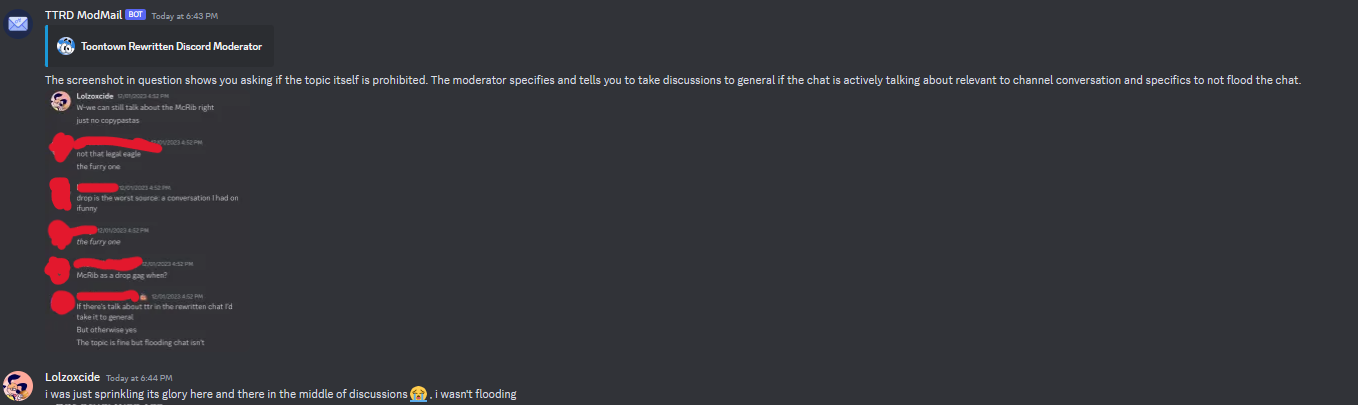 TTRD ModMail BOT Today at 6:43 PM
Toontown Rewritten Discord Moderator
The screenshot in question shows you asking if the topic itself is prohibited. The moderator specifies and tells you to take discussions to general if the chat is actively talking about relevant to channel conversation and specifics to not flood the chat.
Lolzoxcide 12/01/2023 4:52 PM
W-we can still talk about the McRib right
just no copypastas
12/01/2023 4:52 PM
not that legal eagle
the furry one.
12/01/2023 4:52 PM
drop is the worst source: a conversation I had on
ifunny
12/01/2023 4:52 PM
the furry one
12/01/2023 4:52 PM
McRib as a drop gag when?
12/01/2023 4:52 PM
If there's talk about ttr in the rewritten chat I'd
take it to general
But otherwise yes
The topic is fine but flooding chat isn't
Lolzoxcide Today at 6:44 PM
i was just sprinkling its glory here and there in the middle of discussions 😭 , i wasn't flooding